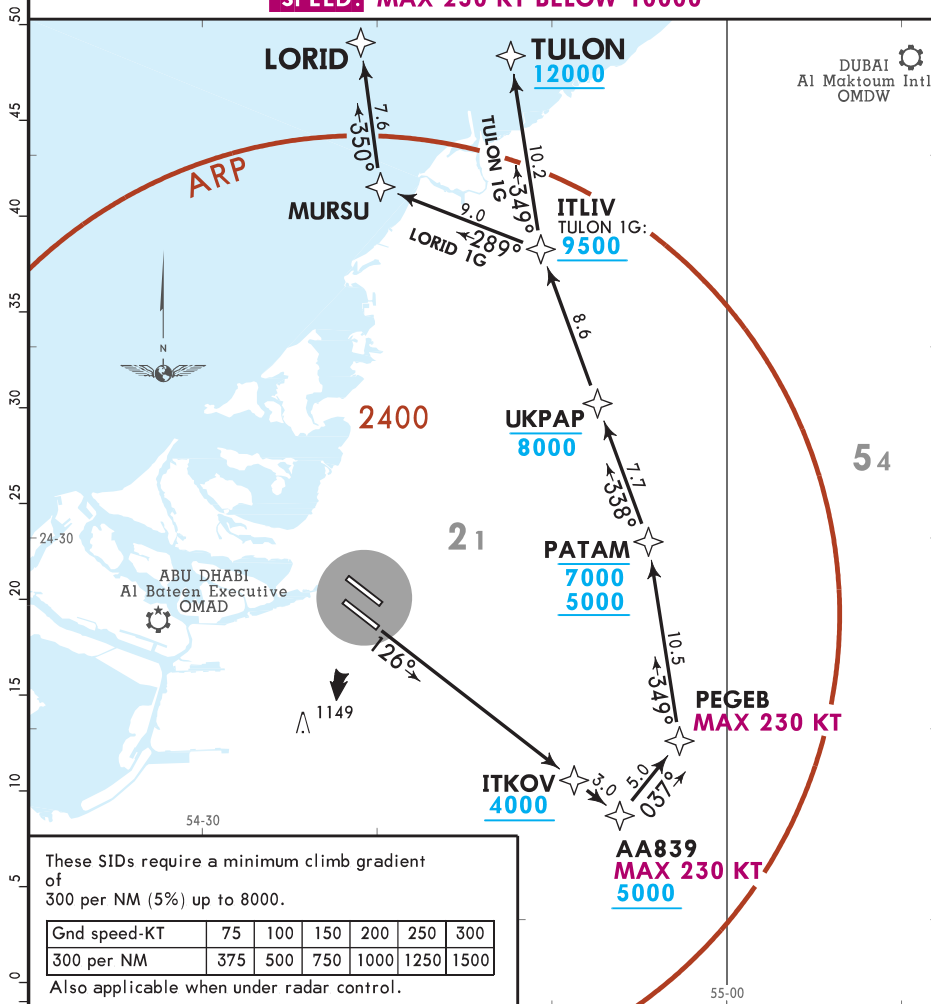 SPEED: MAX 230 KT BELOW 10000
50
LORID
TULON
12000
DUBAI
Al Maktoum Intl
OMDW
45
7.6
350°
TULON 1G
10.2
349°
ARP
MURSU
40
9.0
289°
LORID 1G
ITLIV
TULON 1G:
9500
35
N
8.6
30
2400
UKPAP
8000
54
25
7.7
338°
24-30
21
PATAM
7000
5000
20
ABU DHABI
Al Bateen Executive
OMAD
126°
10.5
349°
15
1149
PEGEB
MAX 230 KT
10
ITKOV
4000
3.0
5.0
037°
54-30
AA839
MAX 230 KT
5000
5
These SIDs require a minimum climb gradient
of
300 per NM (5%) up to 8000.
Gnd speed-KT 75 100 150 200 250 300
300 per NM 375 500 750 1000 1250 1500
Also applicable when under radar control.
0
55-00